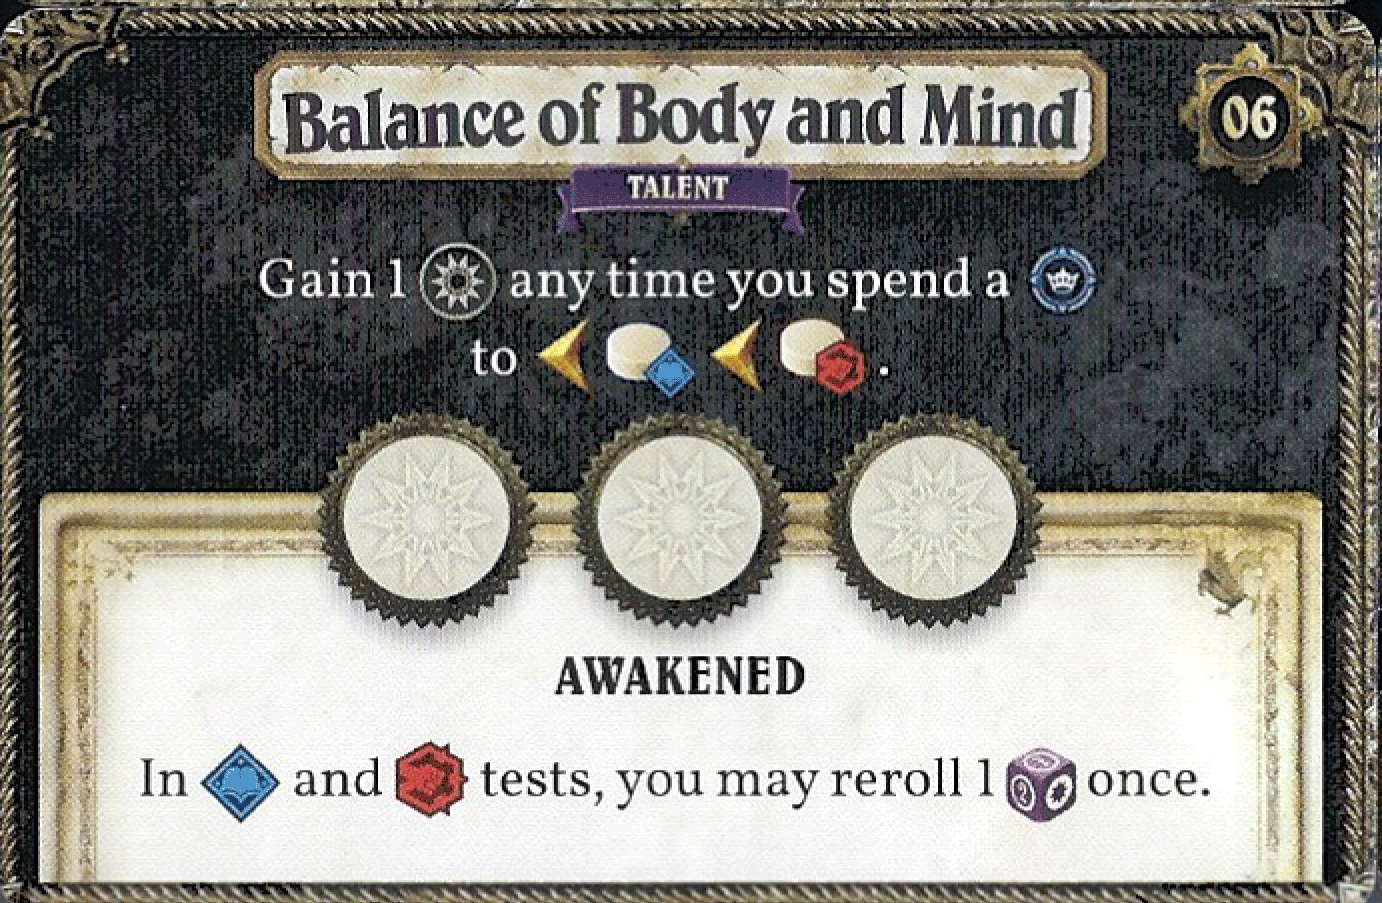 Balance of Body and Mind
06
TALENT
Gain 1 any time you spend a
to .
AWAKENED
In and tests, you may reroll 1 once.